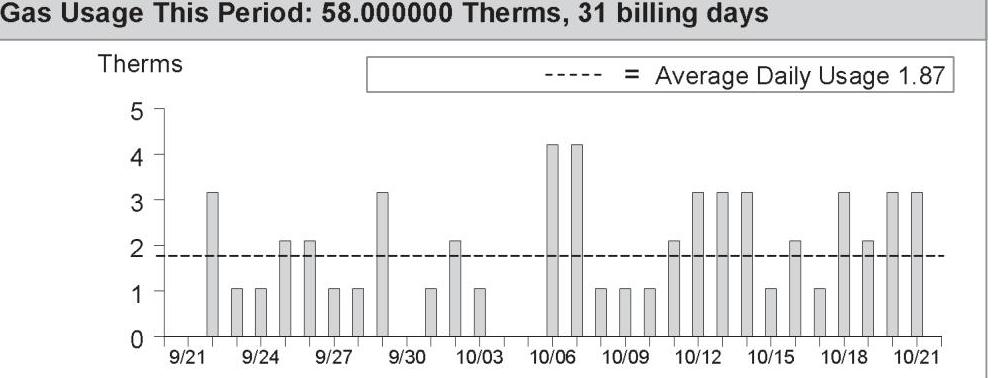 Gas Usage This Period: 58.000000 Therms, 31 billing days
Therms
----- = Average Daily Usage 1.87
5
4
3
2
1
0
9/21 9/24 9/27 9/30 10/03 10/06 10/09 10/12 10/15 10/18 10/21